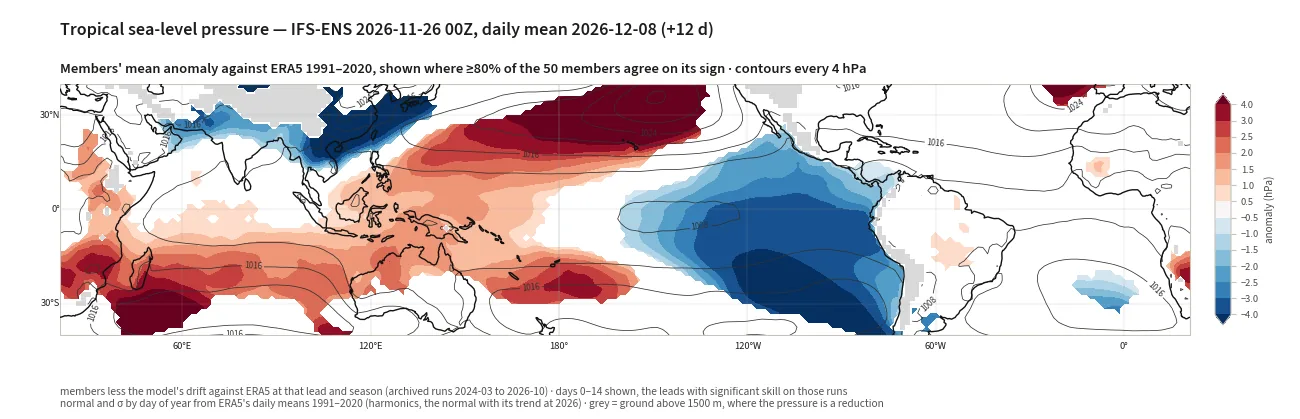 Tropical sea-level pressure — IFS-ENS 2026-11-26 00Z, daily mean 2026-12-08 (+12 d)
Members' mean anomaly against ERA5 1991–2020, shown where ≥80% of the 50 members agree on its sign · contours every 4 hPa
30°N
0°
30°S
60°E
120°E
180°
120°W
60°W
0°
1016
1016
1024
1016
1016
1016
1024
1016
1008
1016
1016
1016
1016
1008
1016
4.0
3.0
2.5
2.0
1.5
1.0
0.5
−0.5
−1.0
−1.5
−2.0
−2.5
−3.0
−4.0
anomaly (hPa)
members less the model's drift against ERA5 at that lead and season (archived runs 2024-03 to 2026-10) · days 0–14 shown, the leads with significant skill on those runs
normal and σ by day of year from ERA5's daily means 1991–2020 (harmonics, the normal with its trend at 2026) · grey = ground above 1500 m, where the pressure is a reduction